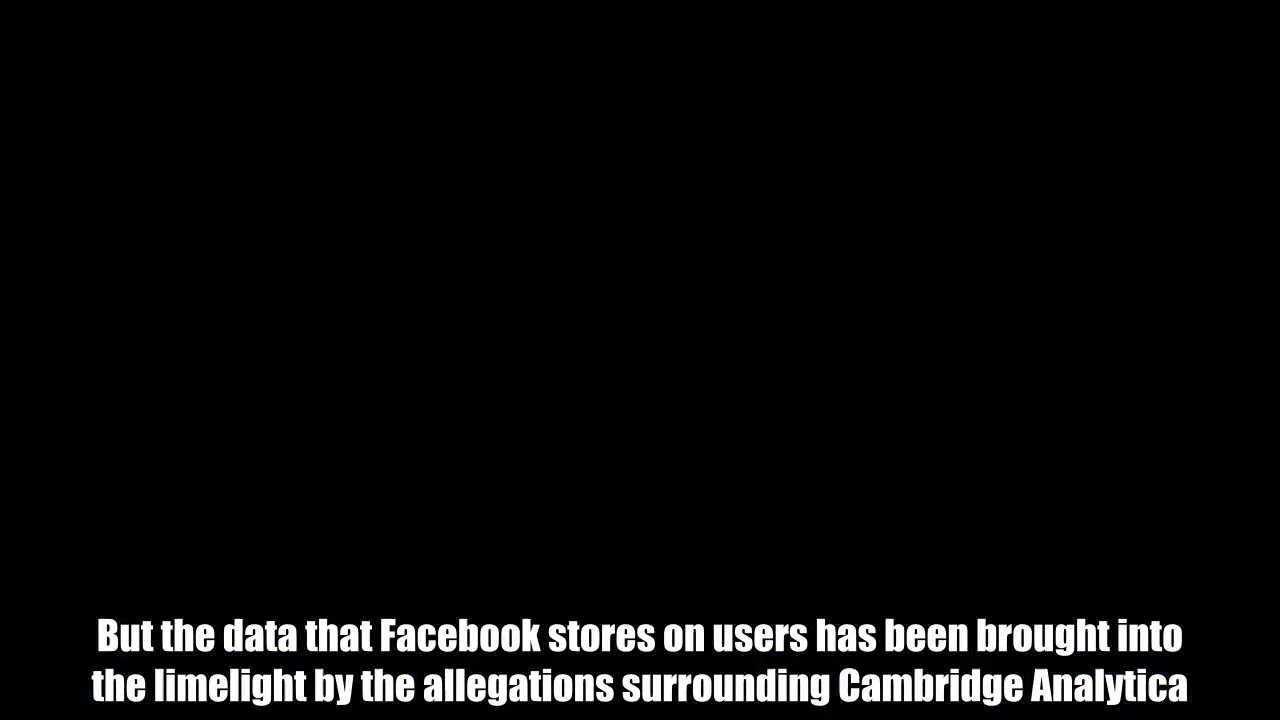 But the data that Facebook stores on users has been brought into
the limelight by the allegations surrounding Cambridge Analytica